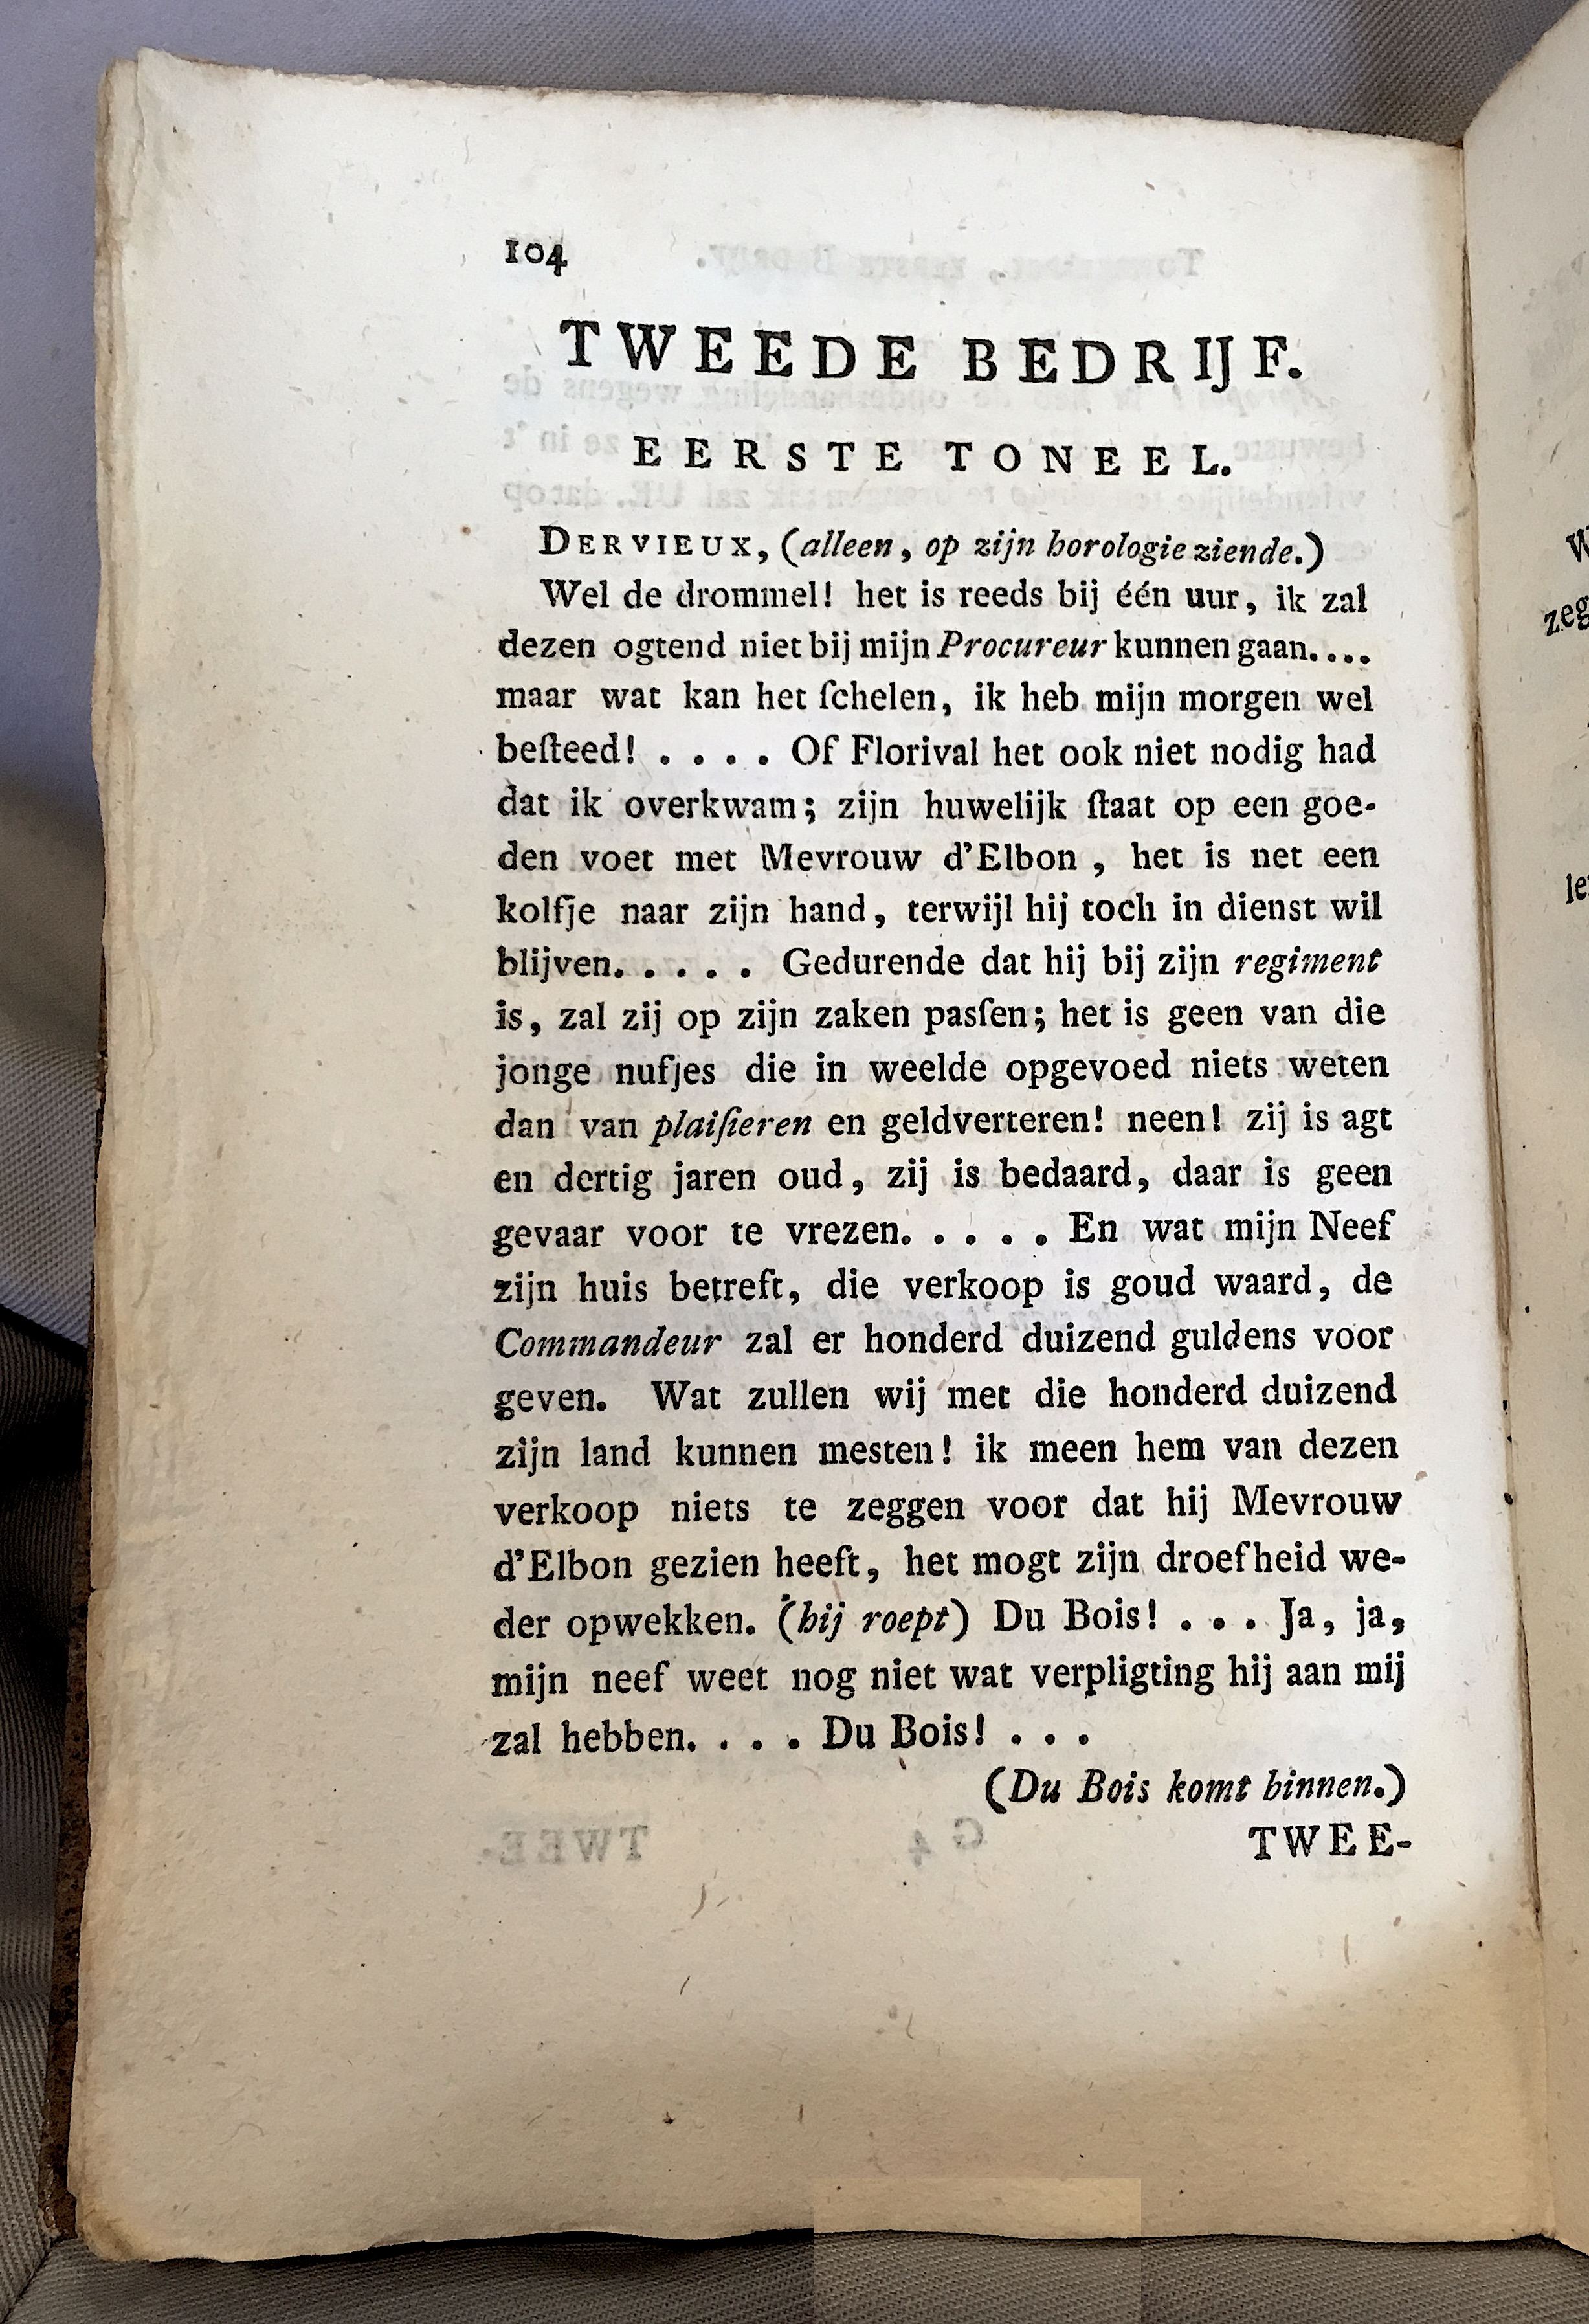 104
TWEEDE BEDRIJF.
EERSTE TONEEL.
DERVIEUX, (alleen, op zijn horologie ziende.)
Wel de drommel! het is reeds bij één uur, ik zal
dezen ogtend niet bij mijn Procureur kunnen gaan....
maar wat kan het ſchelen, ik heb mijn morgen wel
beſteed! . . . . Of Florival het ook niet nodig had
dat ik overkwam; zijn huwelijk ſtaat op een goe-
den voet met Mevrouw d'Elbon, het is net een
kolfje naar zijn hand, terwijl hij toch in dienst wil
blijven. . . . . Gedurende dat hij bij zijn regiment
is, zal zij op zijn zaken pasſen; het is geen van die
jonge nufjes die in weelde opgevoed niets weten
dan van plaiſieren en geldverteren! neen! zij is agt
en dertig jaren oud, zij is bedaard, daar is geen
gevaar voor te vrezen. . . . . . En wat mijn Neef
zijn huis betreft, die verkoop is goud waard, de
Commandeur zal er honderd duizend guldens voor
geven. Wat zullen wij met die honderd duizend
zijn land kunnen mesten! ik meen hem van dezen
verkoop niets te zeggen voor dat hij Mevrouw
d'Elbon gezien heeft, het mogt zijn droefheid we-
der opwekken. (hij roept) Du Bois! . . . Ja, ja,
mijn neef weet nog niet wat verpligting hij aan mij
zal hebben. . . . Du Bois! . . .
(Du Bois komt binnen.)
TWEE-
W
zeg